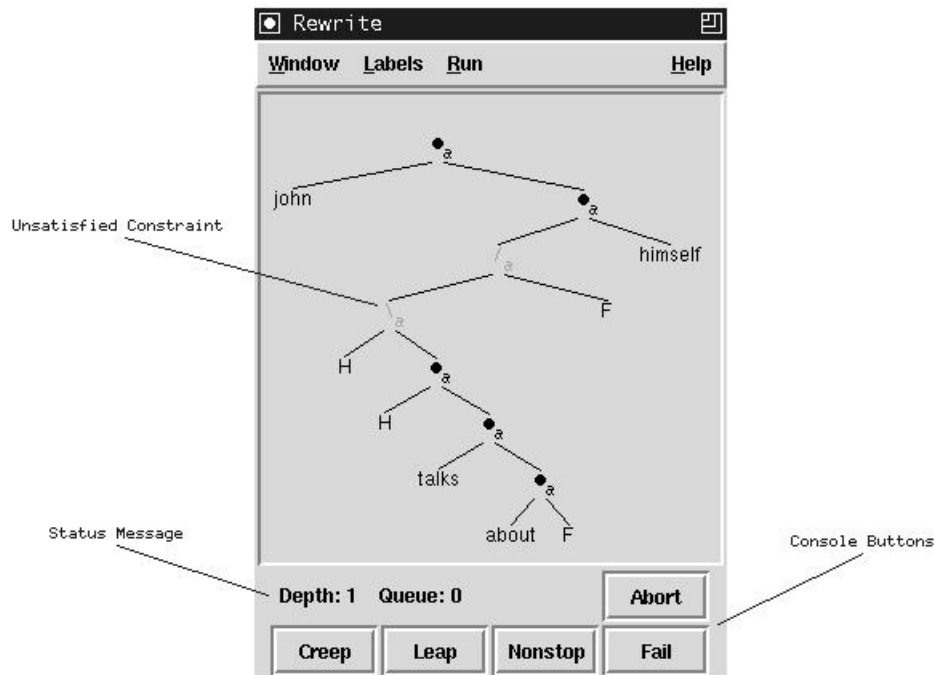 Rewrite
Window Labels Run Help
a
john
a
Unsatisfied Constraint
himself
a
F
a
H
a
H
a
talks
a
about F
Status Message
Console Buttons
Depth: 1 Queue: 0 Abort
Creep Leap Nonstop Fail